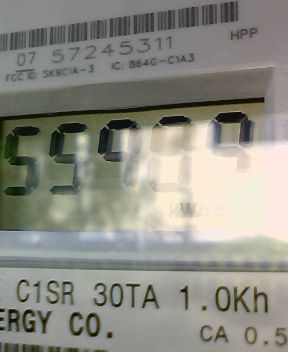 07 57245311 HPP
FCC ID: SK9C1A-3 IC: 864G-C1A3
kWh
C1SR 30TA 1.0Kh
ERGY CO. CA 0.5